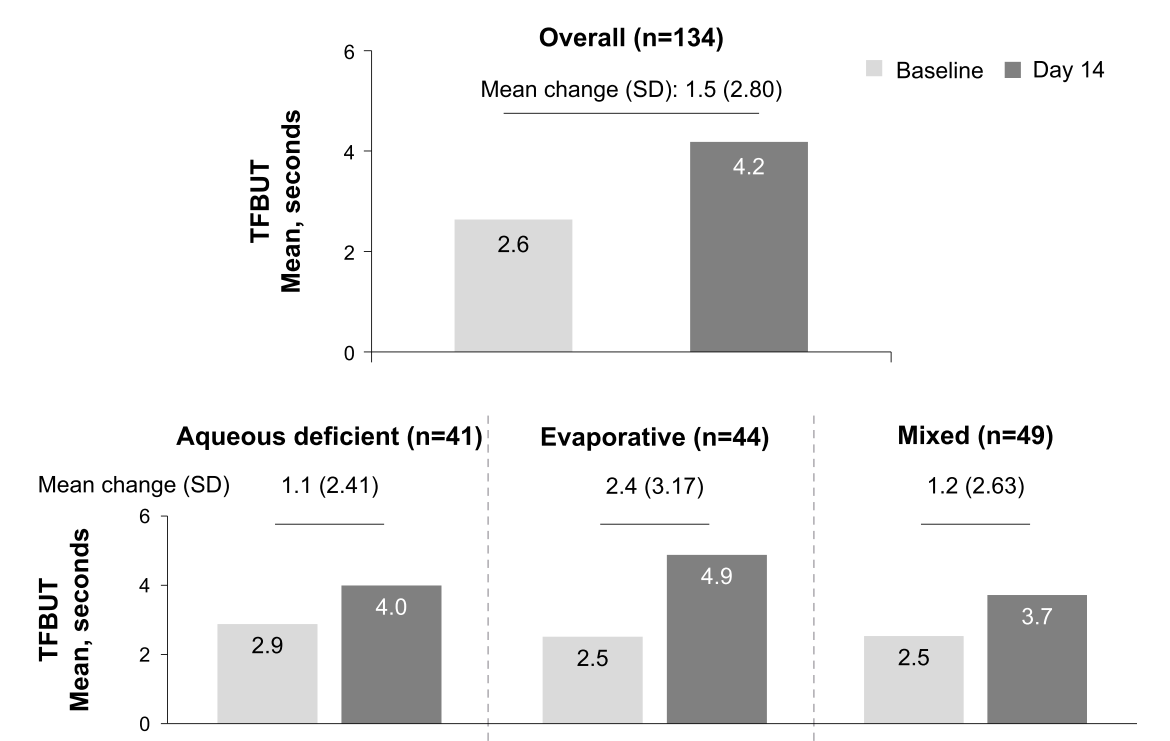 Overall (n=134)
Baseline
Day 14
Mean change (SD): 1.5 (2.80)
TFBUT
Mean, seconds
6
4
2
0
2.6
4.2
Aqueous deficient (n=41)
Evaporative (n=44)
Mixed (n=49)
Mean change (SD)
1.1 (2.41)
2.4 (3.17)
1.2 (2.63)
TFBUT
Mean, seconds
6
4
2
0
2.9
4.0
2.5
4.9
2.5
3.7